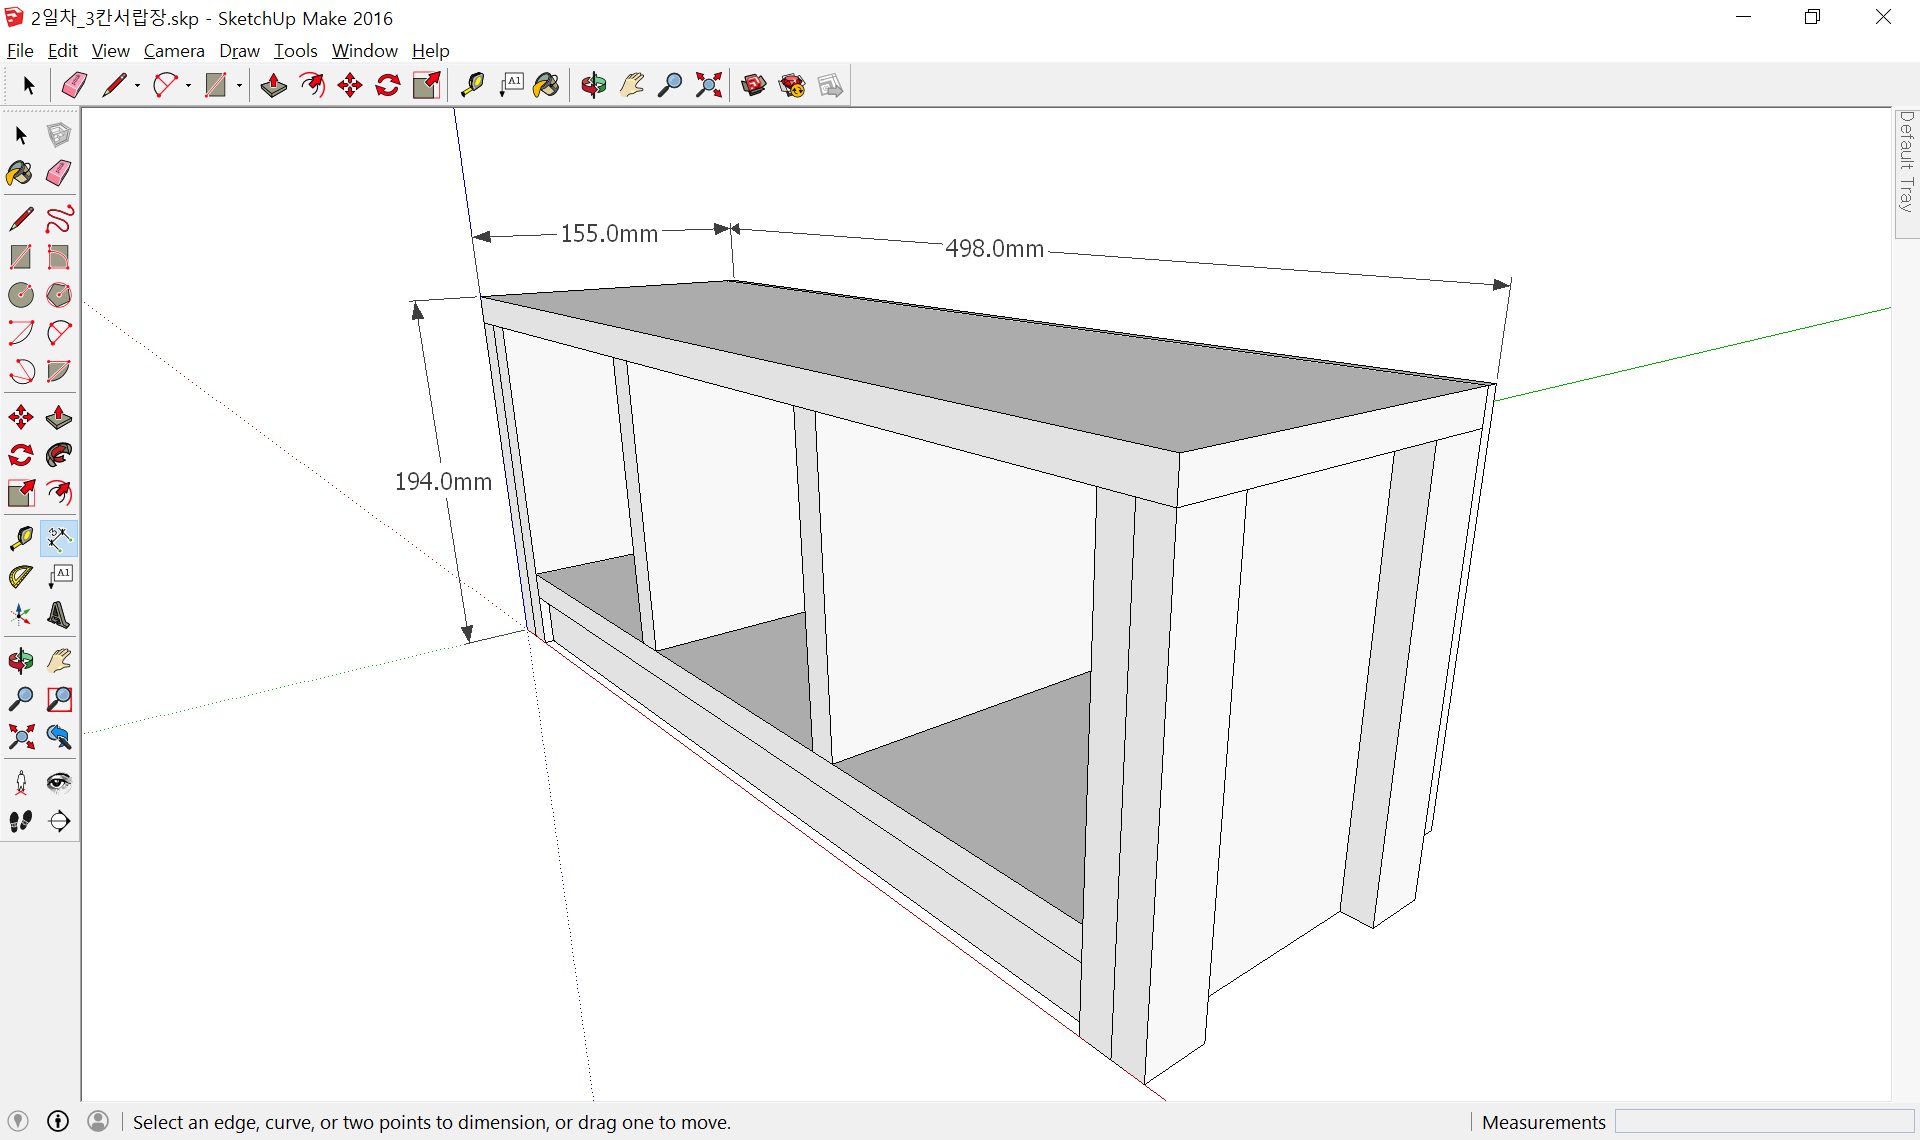 2일차_3칸서랍장.skp - SketchUp Make 2016
File Edit View Camera Draw Tools Window Help
A1
Default Tray
155.0mm
498.0mm
194.0mm
A1
Select an edge, curve, or two points to dimension, or drag one to move.
Measurements